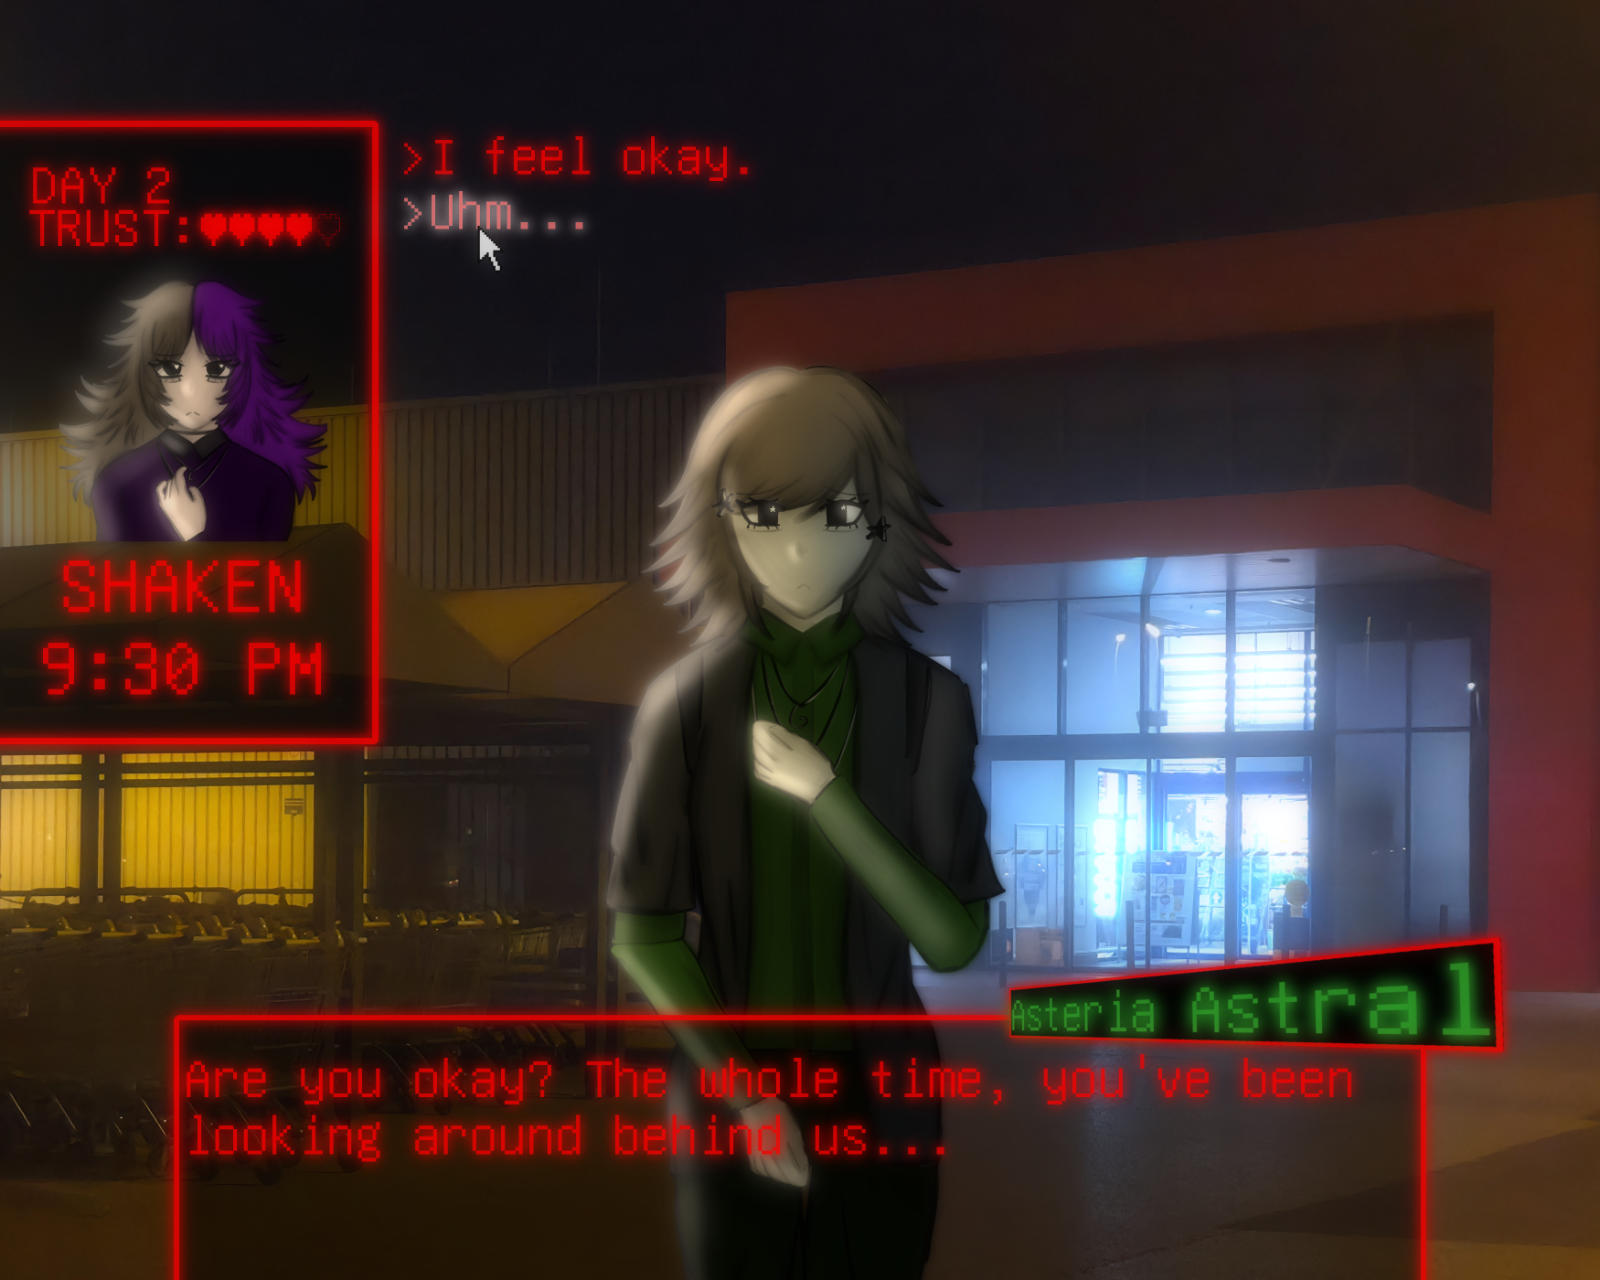 DAY 2
TRUST:
SHAKEN
9:30 PM
>I feel okay.
>Uhm...
Asteria Astral
Are you okay? The whole time, you've been
looking around behind us...